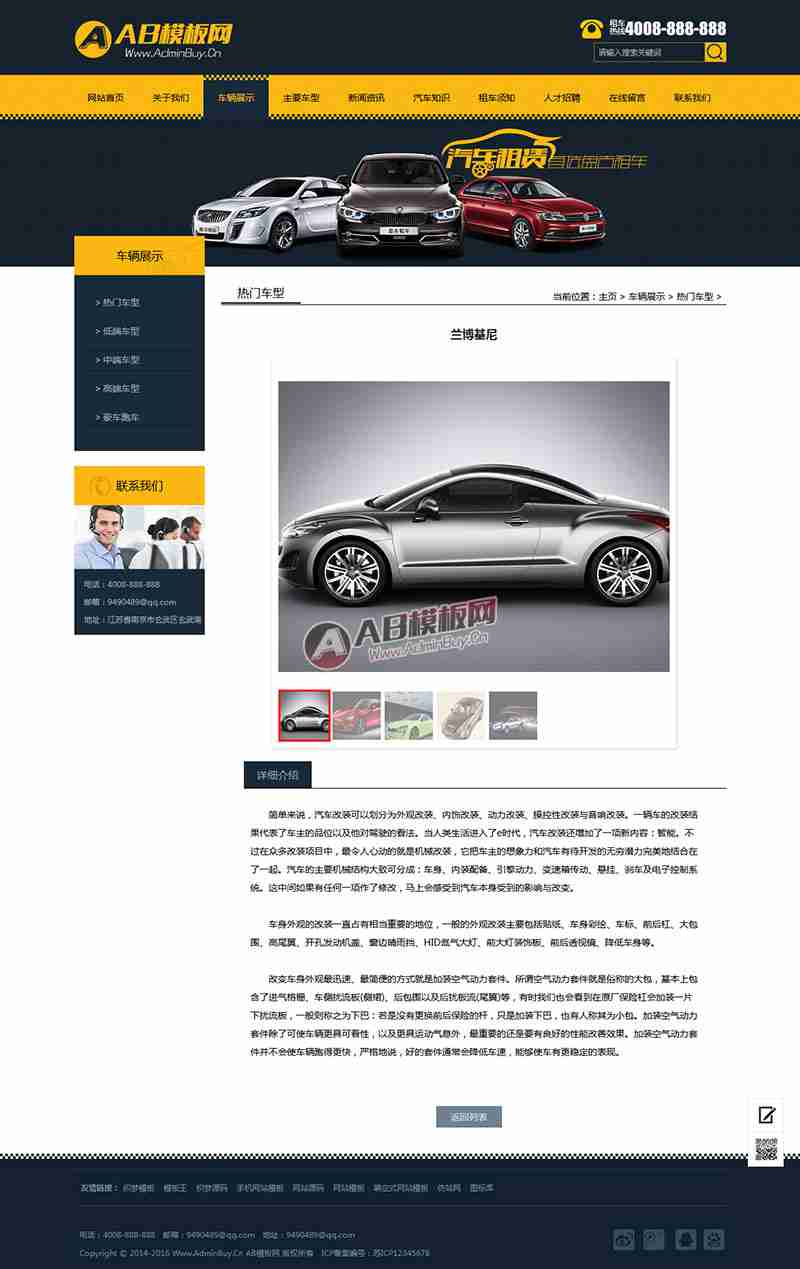 AB模板网
Www.AdminBuy.Cn
租车热线 4008-888-888
请输入搜索关键词
网站首页 关于我们 车辆展示 主要车型 新闻资讯 汽车知识 租车须知 人才招聘 在线留言 联系我们
汽车租赁
车辆展示
> 热门车型
> 低端车型
> 中端车型
> 高端车型
> 豪车跑车
联系我们
电话：4008-888-888
邮箱：9490489@qq.com
地址：江苏省南京市玄武区玄武湖
热门车型
当前位置：主页 > 车辆展示 > 热门车型 >
兰博基尼
AB模板网
Www.AdminBuy.Cn
详细介绍
简单来说，汽车改装可以划分为外观改装、内饰改装、动力改装、操控性改装与音响改装。一辆车的改装结
果代表了车主的品位以及他对驾驶的看法。当人类生活进入了e时代，汽车改装还增加了一项新内容：智能。不
过在众多改装项目中，最令人心动的就是机械改装，它把车主的想象力和汽车有待开发的无穷潜力完美地结合在
了一起。汽车的主要机械结构大致可分成：车身、内装配备、引擎动力、变速箱传动、悬挂、刹车及电子控制系
统。这中间如果有任何一项作了修改，马上会感受到汽车本身受到的影响与改变。
车身外观的改装一直占有相当重要的地位，一般的外观改装主要包括贴纸、车身彩绘、车标、前后杠、大包
围、高尾翼、开孔发动机盖、窗边晴雨挡、HID氙气大灯、前大灯装饰板、前后透视镜、降低车身等。
改变车身外观最迅速、最简便的方式就是加装空气动力套件。所谓空气动力套件就是俗称的大包，基本上包
含了进气格栅、车侧扰流板(侧裙)、后包围以及后扰板流(尾翼)等，有时我们也会看到在原厂保险杠会加装一片
下扰流板，一般则称之为下巴：若是没有更换前后保险的杆，只是加装下巴，也有人称其为小包。加装空气动力
套件除了可使车辆更具可看性，以及更具运动气息外，最重要的还是要有良好的性能改善效果。加装空气动力套
件并不会使车辆跑得更快，严格地说，好的套件通常会降低车速，能够使车有更稳定的表现。
返回列表
友情链接： 织梦模板 模板王 织梦源码 手机网站模板 网站源码 网站模板 响应式网站模板 仿站网 图标库
电话：4008-888-888 邮箱：9490489@qq.com 地址：9490489@qq.com
Copyright © 2014-2016 Www.AdminBuy.Cn AB模板网 版权所有 ICP备案编号：苏ICP12345678